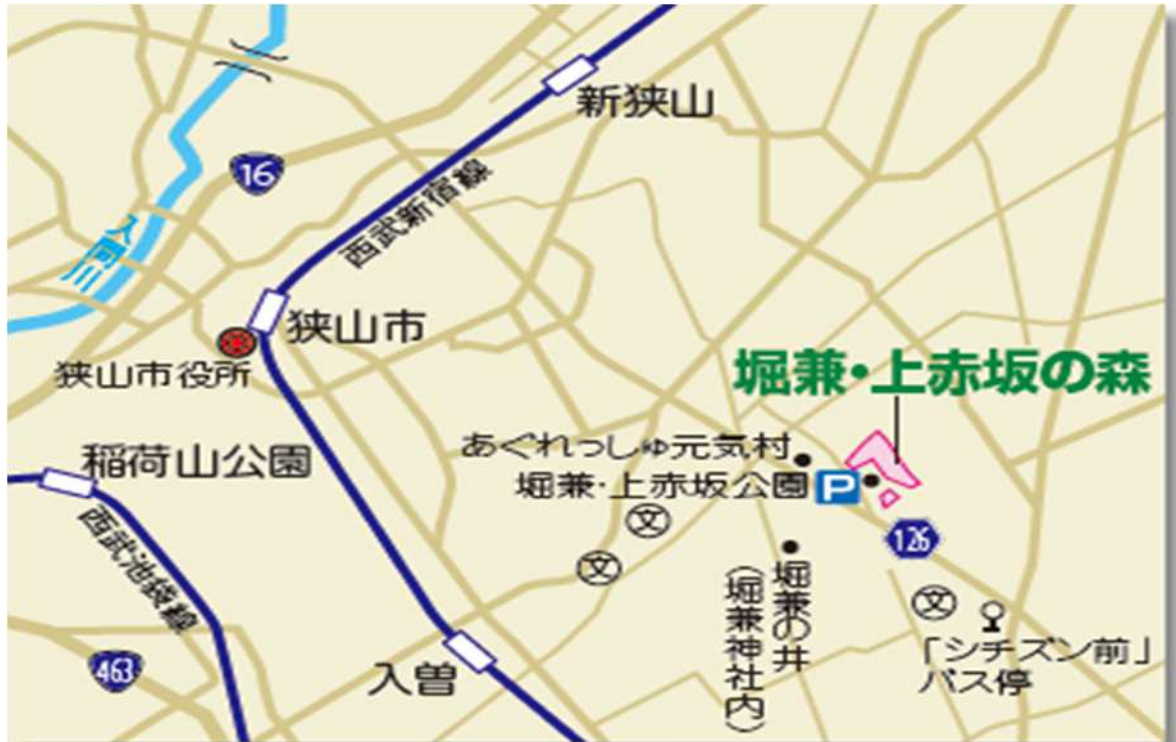 新狭山
16
西武新宿線
入間川
狭山市
狭山市役所
堀兼・上赤坂の森
稲荷山公園
あぐれっしゅ元気村
堀兼・上赤坂公園
P
文
文
126
西武池袋線
堀兼の井
（堀兼神社内）
文
「シチズン前」
バス停
入曽
463